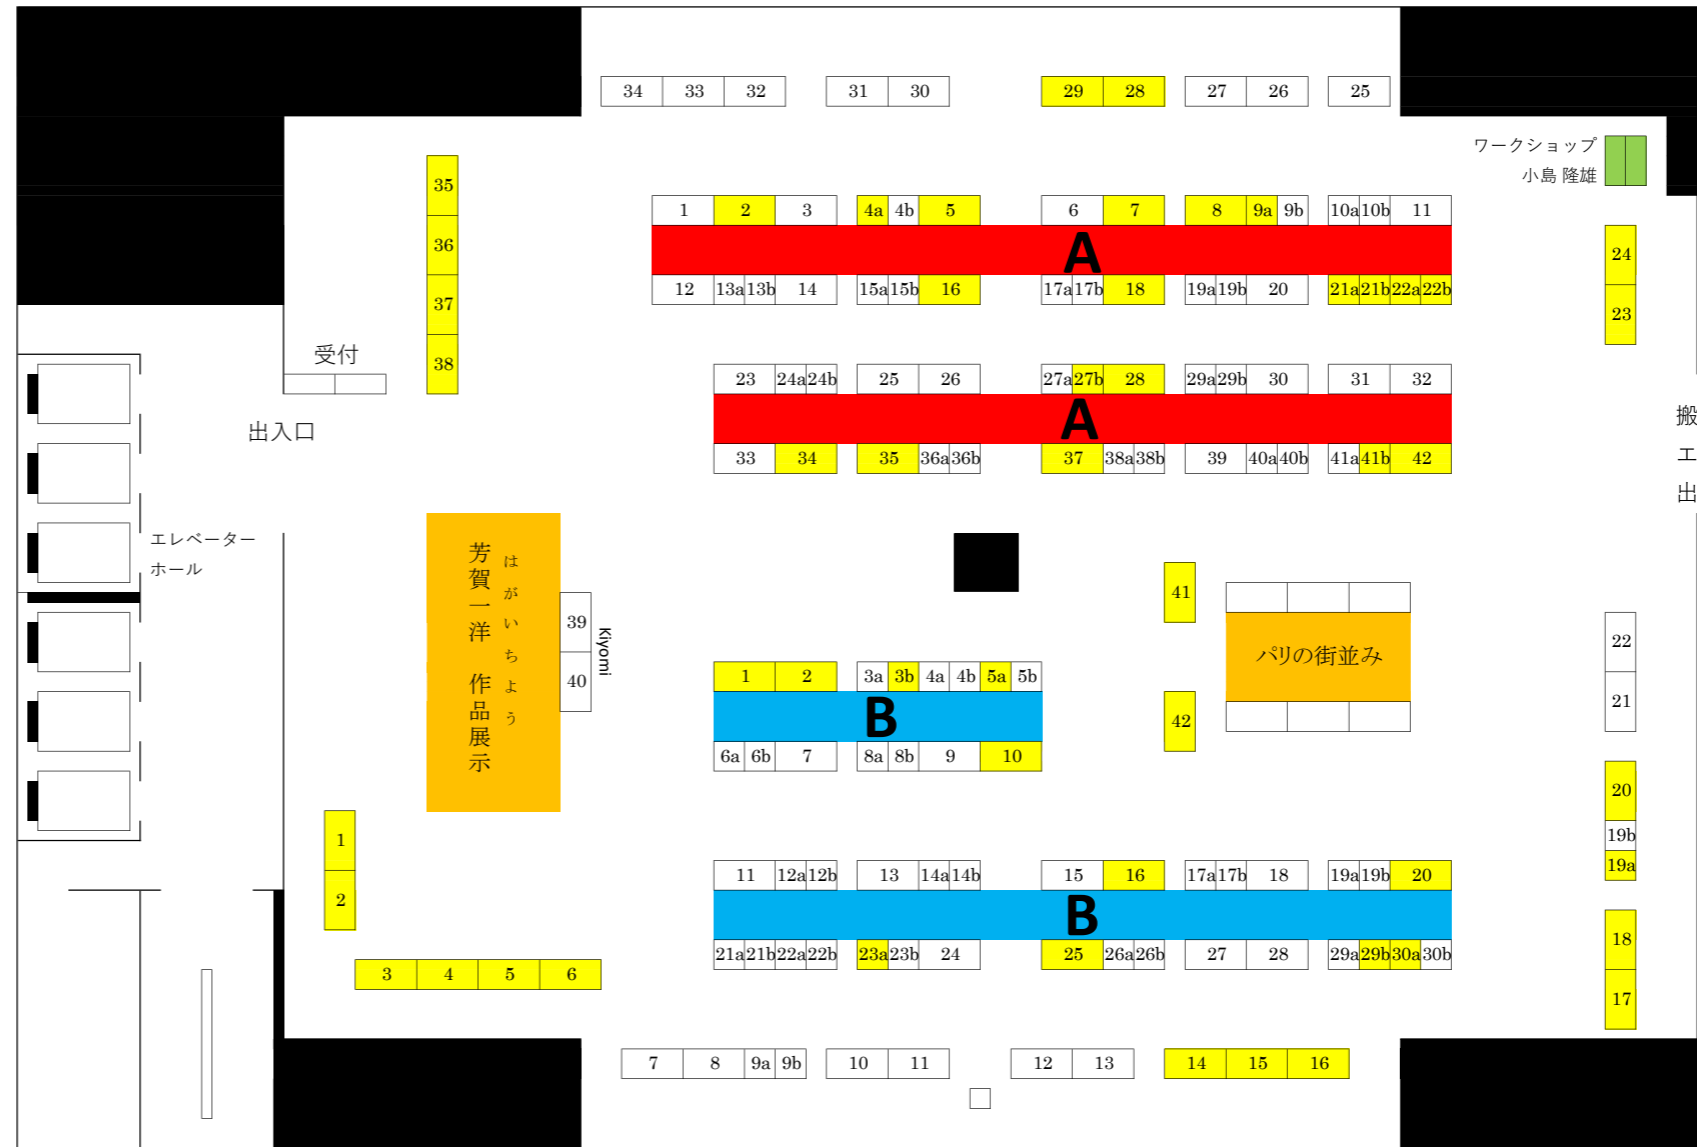 34 33 32 31 30 29 28 27 26 25
ワークショップ
小島 隆雄
35
36
37
38
1 2 3 4a 4b 5 6 7 8 9a 9b 10a 10b 11
A
12 13a 13b 14 15a 15b 16 17a 17b 18 19a 19b 20 21a 21b 22a 22b
24
23
受付
出入口
23 24a 24b 25 26 27a 27b 28 29a 29b 30 31 32
A
33 34 35 36a 36b 37 38a 38b 39 40a 40b 41a 41b 42
搬
エ
出
エレベーター
ホール
芳賀一洋 作品展示
はがいちよう
39
40
Kiyomi
41
42
パリの街並み
22
21
1 2 3a 3b 4a 4b 5a 5b
B
6a 6b 7 8a 8b 9 10
20
19b
19a
18
17
1
2
3 4 5 6
11 12a 12b 13 14a 14b 15 16 17a 17b 18 19a 19b 20
B
21a 21b 22a 22b 23a 23b 24 25 26a 26b 27 28 29a 29b 30a 30b
7 8 9a 9b 10 11 12 13 14 15 16